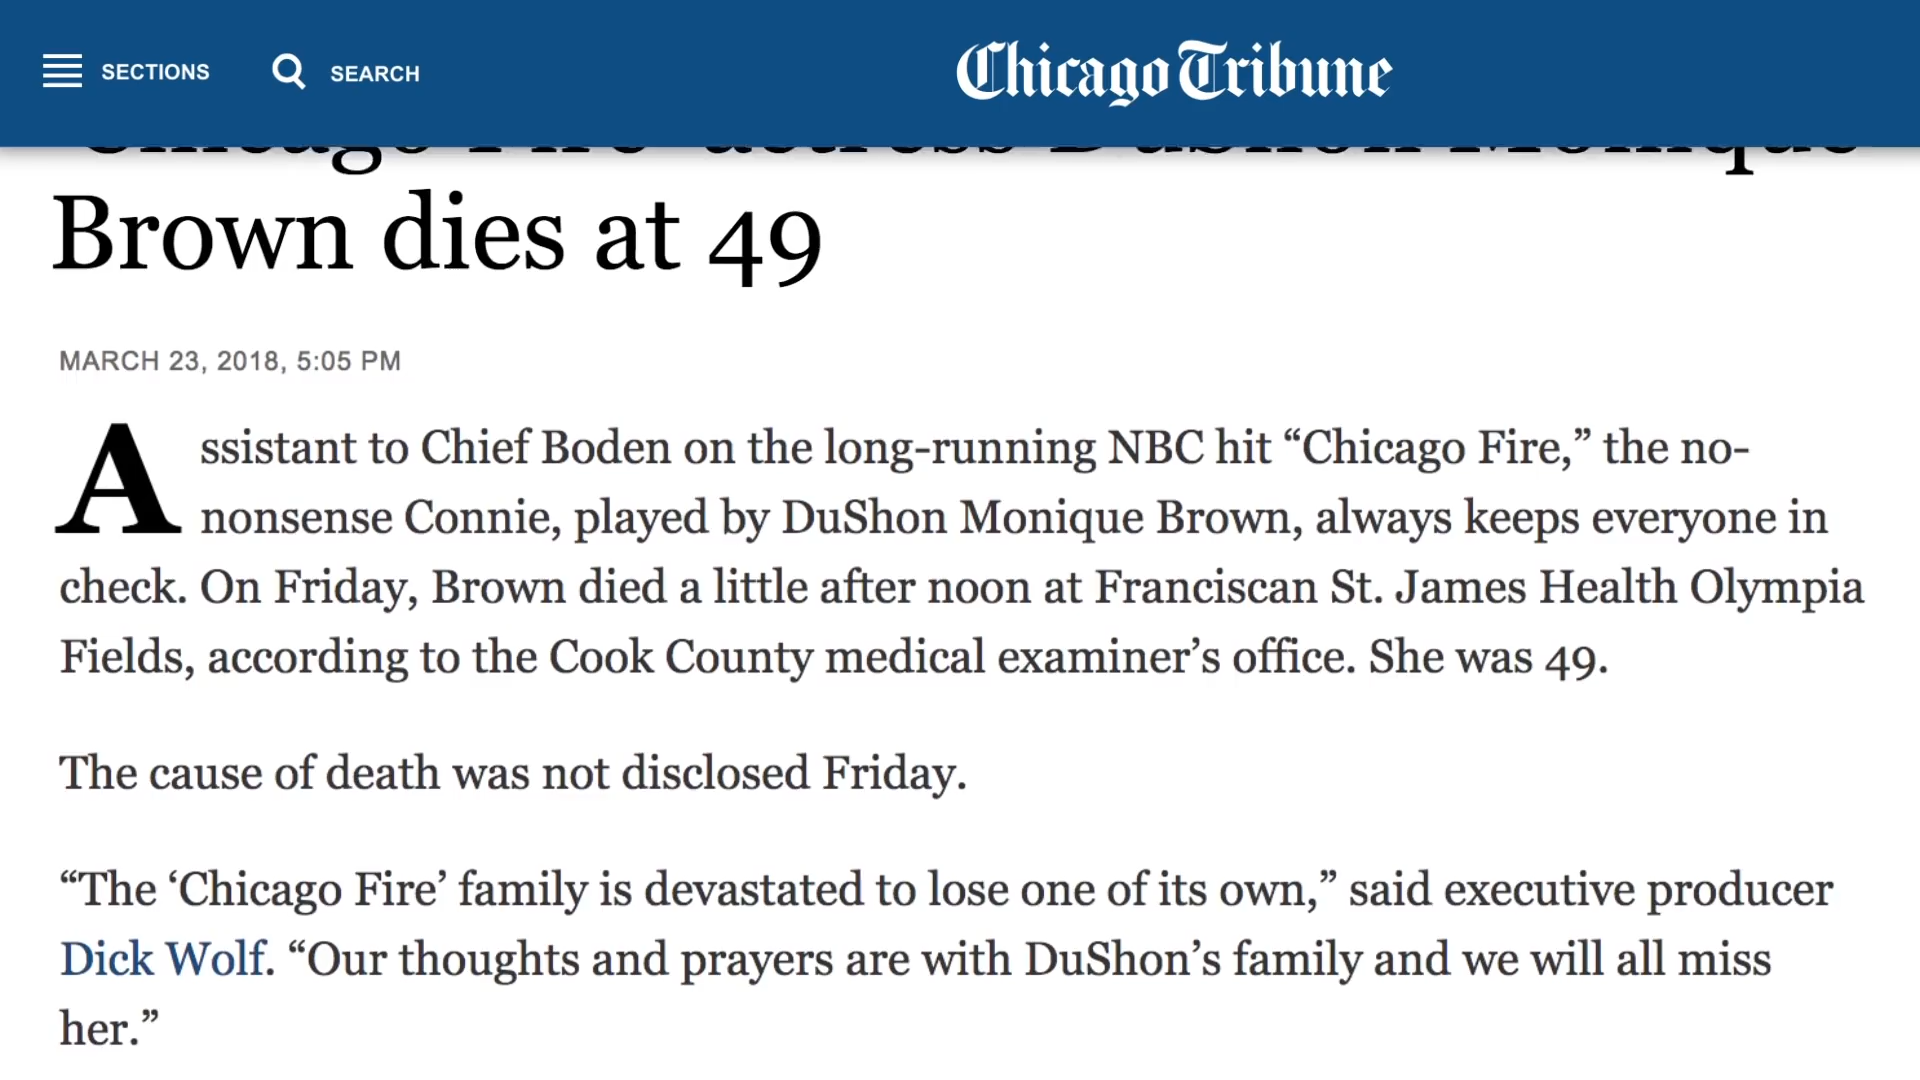 SECTIONS
SEARCH
Chicago Tribune
'Chicago Fire' actress DuShon Monique
Brown dies at 49
MARCH 23, 2018, 5:05 PM
Assistant to Chief Boden on the long-running NBC hit “Chicago Fire,” the no-
nonsense Connie, played by DuShon Monique Brown, always keeps everyone in
check. On Friday, Brown died a little after noon at Franciscan St. James Health Olympia
Fields, according to the Cook County medical examiner’s office. She was 49.
The cause of death was not disclosed Friday.
“The ‘Chicago Fire’ family is devastated to lose one of its own,” said executive producer
Dick Wolf. “Our thoughts and prayers are with DuShon’s family and we will all miss
her.”